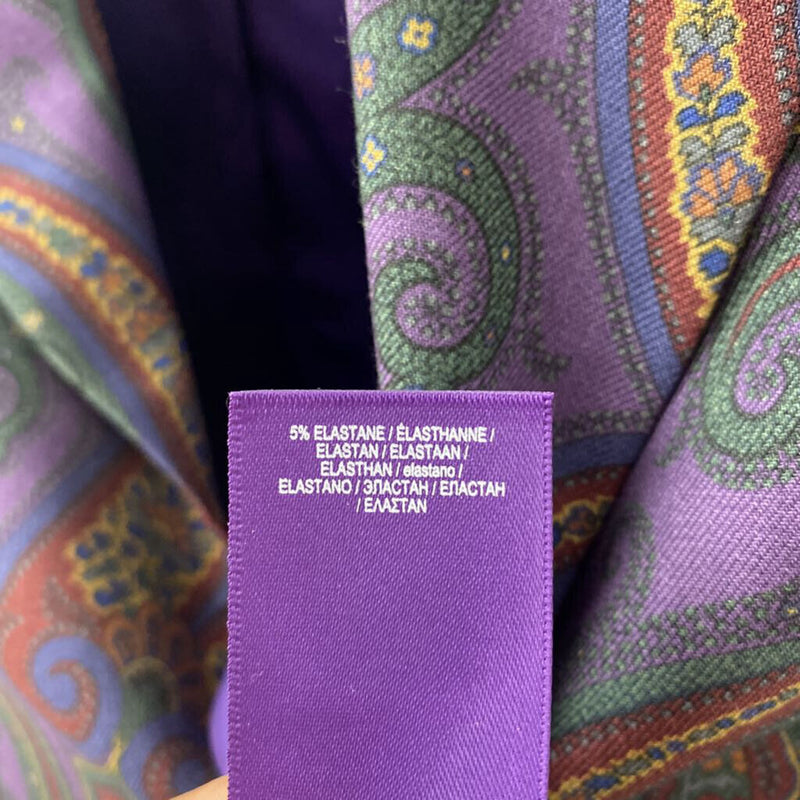 5% ELASTANE / ÉLASTHANNE /
ELASTAN / ELASTAAN /
ELASTHAN / elastano /
ELASTANO / ЭЛАСТАН / ЕЛАСТАН
/ ΕΛΑΣΤΑΝ